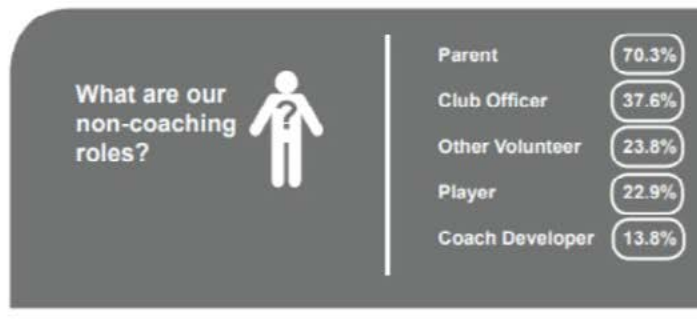 What are our
non-coaching
roles?
?
Parent 70.3%
Club Officer 37.6%
Other Volunteer 23.8%
Player 22.9%
Coach Developer 13.8%